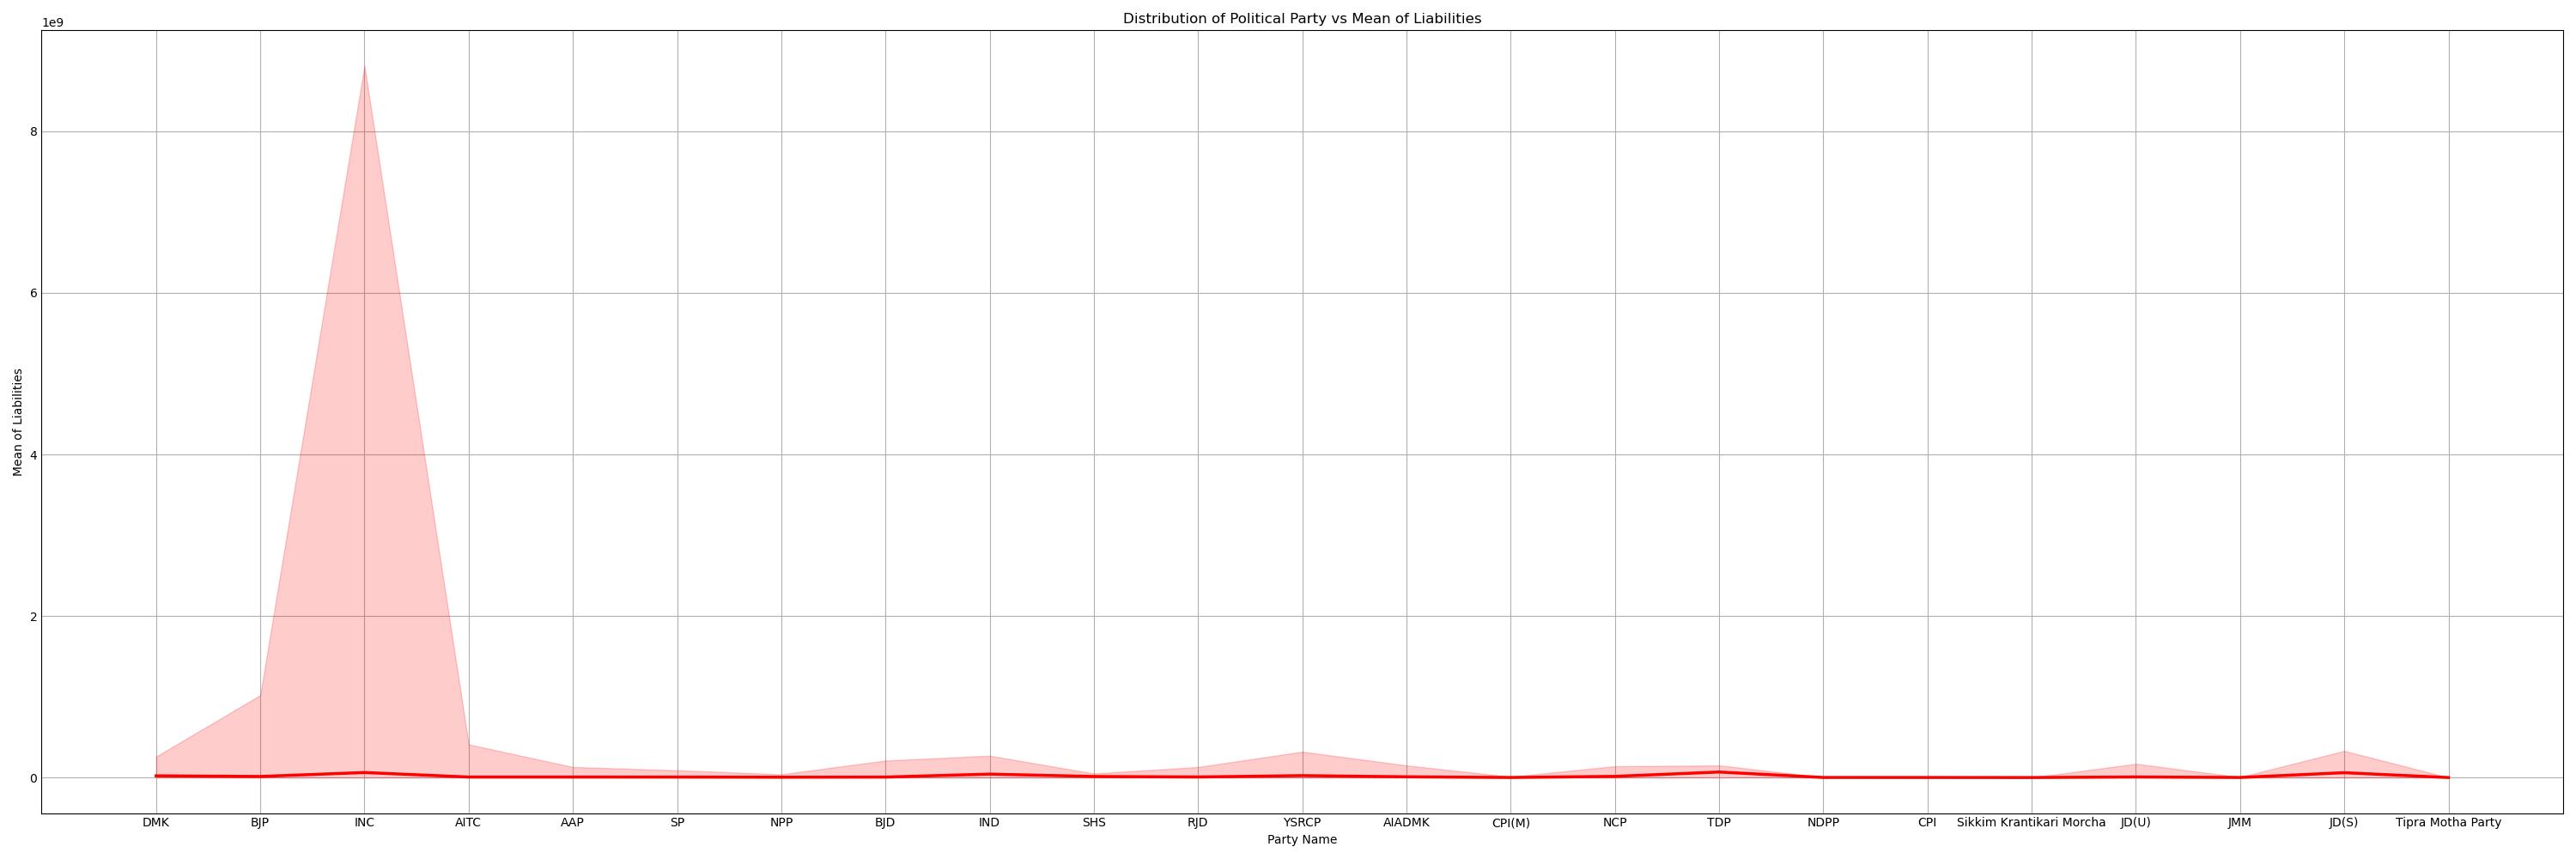 Distribution of Political Party vs Mean of Liabilities
1e9
8
6
4
2
0
Mean of Liabilities
DMK BJP INC AITC AAP SP NPP BJD IND SHS RJD YSRCP AIADMK CPI(M) NCP TDP NDPP CPI Sikkim Krantikari Morcha JD(U) JMM JD(S) Tipra Motha Party
Party Name